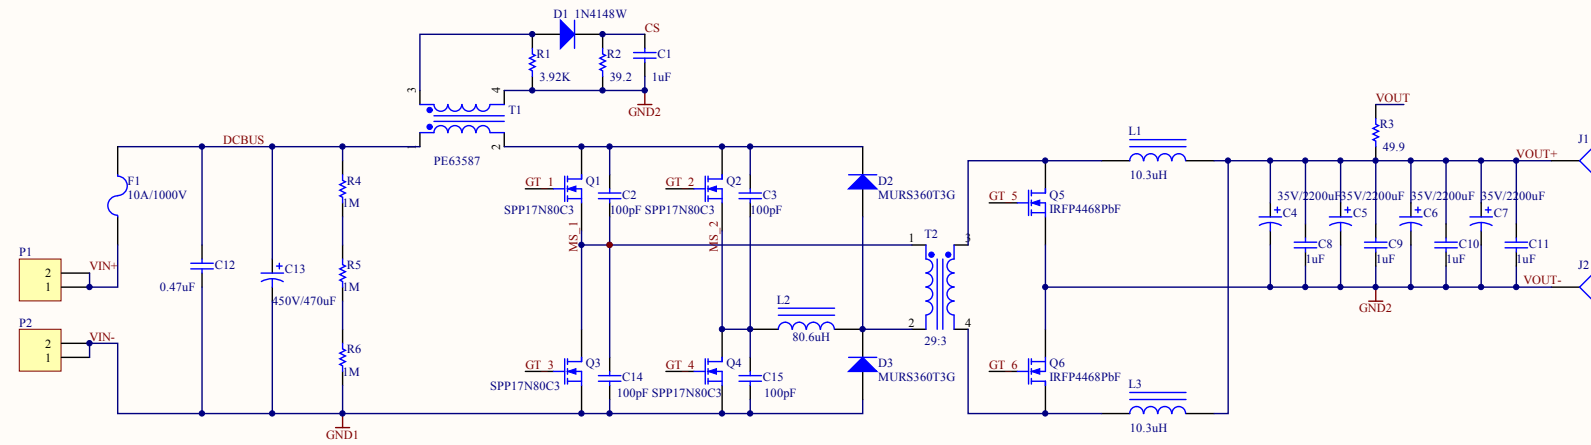 D1 1N4148W
CS
R1
R2
C1
3.92K
39.2
1uF
3
4
T1
GND2
2
PE63587
DCBUS
F1
10A/1000V
P1
2
1
VIN+
P2
2
1
VIN-
C12
0.47uF
C13
450V/470uF
R4
1M
R5
1M
R6
1M
GND1
GT_1
Q1
SPP17N80C3
C2
100pF
GT_2
Q2
SPP17N80C3
C3
100pF
MS_1
MS_2
GT_3
Q3
SPP17N80C3
C14
100pF
GT_4
Q4
SPP17N80C3
C15
100pF
L2
80.6uH
D2
MURS360T3G
D3
MURS360T3G
T2
1
3
2
4
29:3
GT_5
Q5
IRFP4468PbF
GT_6
Q6
IRFP4468PbF
L1
10.3uH
L3
10.3uH
VOUT
R3
49.9
VOUT+
J1
35V/2200uF
35V/2200uF
35V/2200uF
35V/2200uF
C4
C5
C6
C7
C8
C9
C10
C11
1uF
1uF
1uF
1uF
VOUT-
J2
GND2